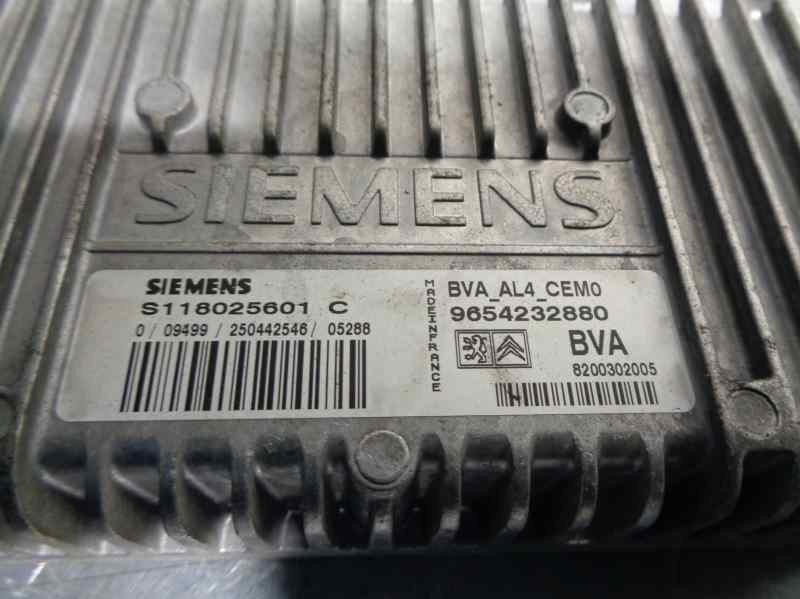 SIEMENS
SIEMENS
S118025601 C
0 / 09499 / 250442546 / 05288
MADE IN FRANCE
BVA_AL4_CEM0
9654232880
BVA
8200302005